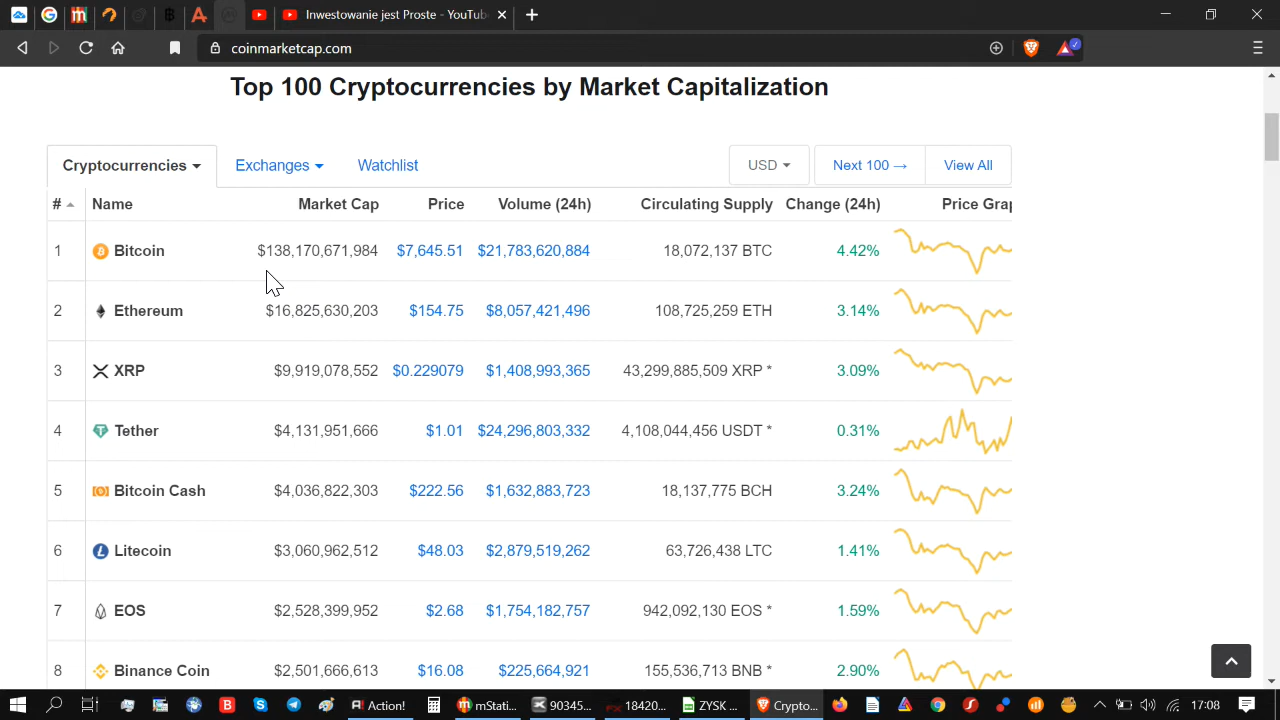 Inwestowanie jest Proste - YouTub
coinmarketcap.com
Top 100 Cryptocurrencies by Market Capitalization
Cryptocurrencies Exchanges Watchlist USD Next 100 → View All
# Name Market Cap Price Volume (24h) Circulating Supply Change (24h) Price Grap
1 Bitcoin $138,170,671,984 $7,645.51 $21,783,620,884 18,072,137 BTC 4.42%
2 Ethereum $16,825,630,203 $154.75 $8,057,421,496 108,725,259 ETH 3.14%
3 XRP $9,919,078,552 $0.229079 $1,408,993,365 43,299,885,509 XRP * 3.09%
4 Tether $4,131,951,666 $1.01 $24,296,803,332 4,108,044,456 USDT * 0.31%
5 Bitcoin Cash $4,036,822,303 $222.56 $1,632,883,723 18,137,775 BCH 3.24%
6 Litecoin $3,060,962,512 $48.03 $2,879,519,262 63,726,438 LTC 1.41%
7 EOS $2,528,399,952 $2.68 $1,754,182,757 942,092,130 EOS * 1.59%
8 Binance Coin $2,501,666,613 $16.08 $225,664,921 155,536,713 BNB * 2.90%
Action! mStati... 90345... 18420... ZYSK ... Crypto... 17:08